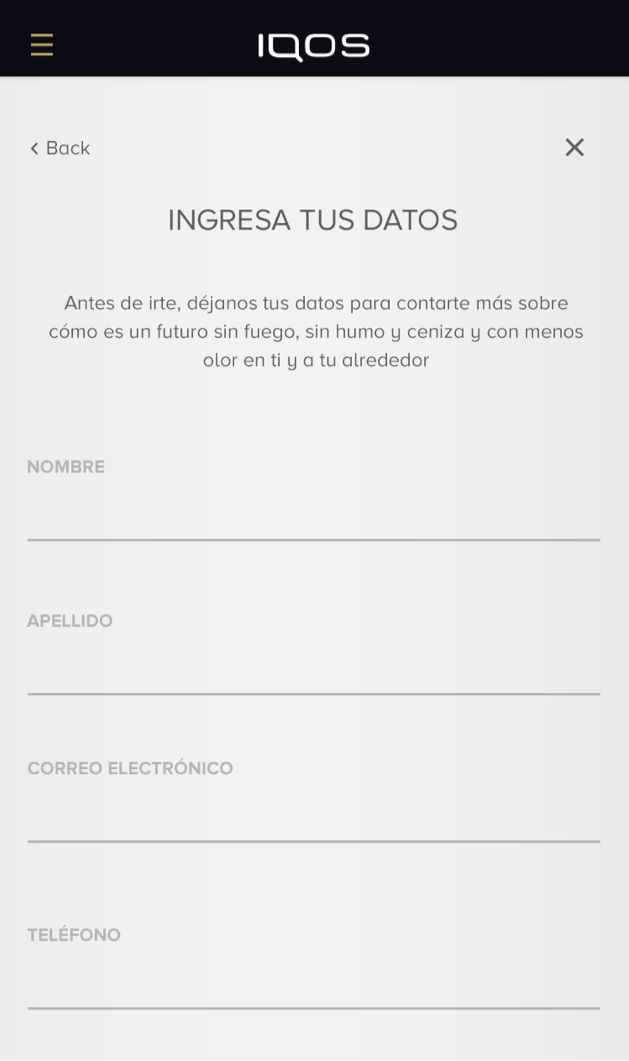 IQOS
‹ Back
INGRESA TUS DATOS
Antes de irte, déjanos tus datos para contarte más sobre
cómo es un futuro sin fuego, sin humo y ceniza y con menos
olor en ti y a tu alrededor
NOMBRE
APELLIDO
CORREO ELECTRÓNICO
TELÉFONO